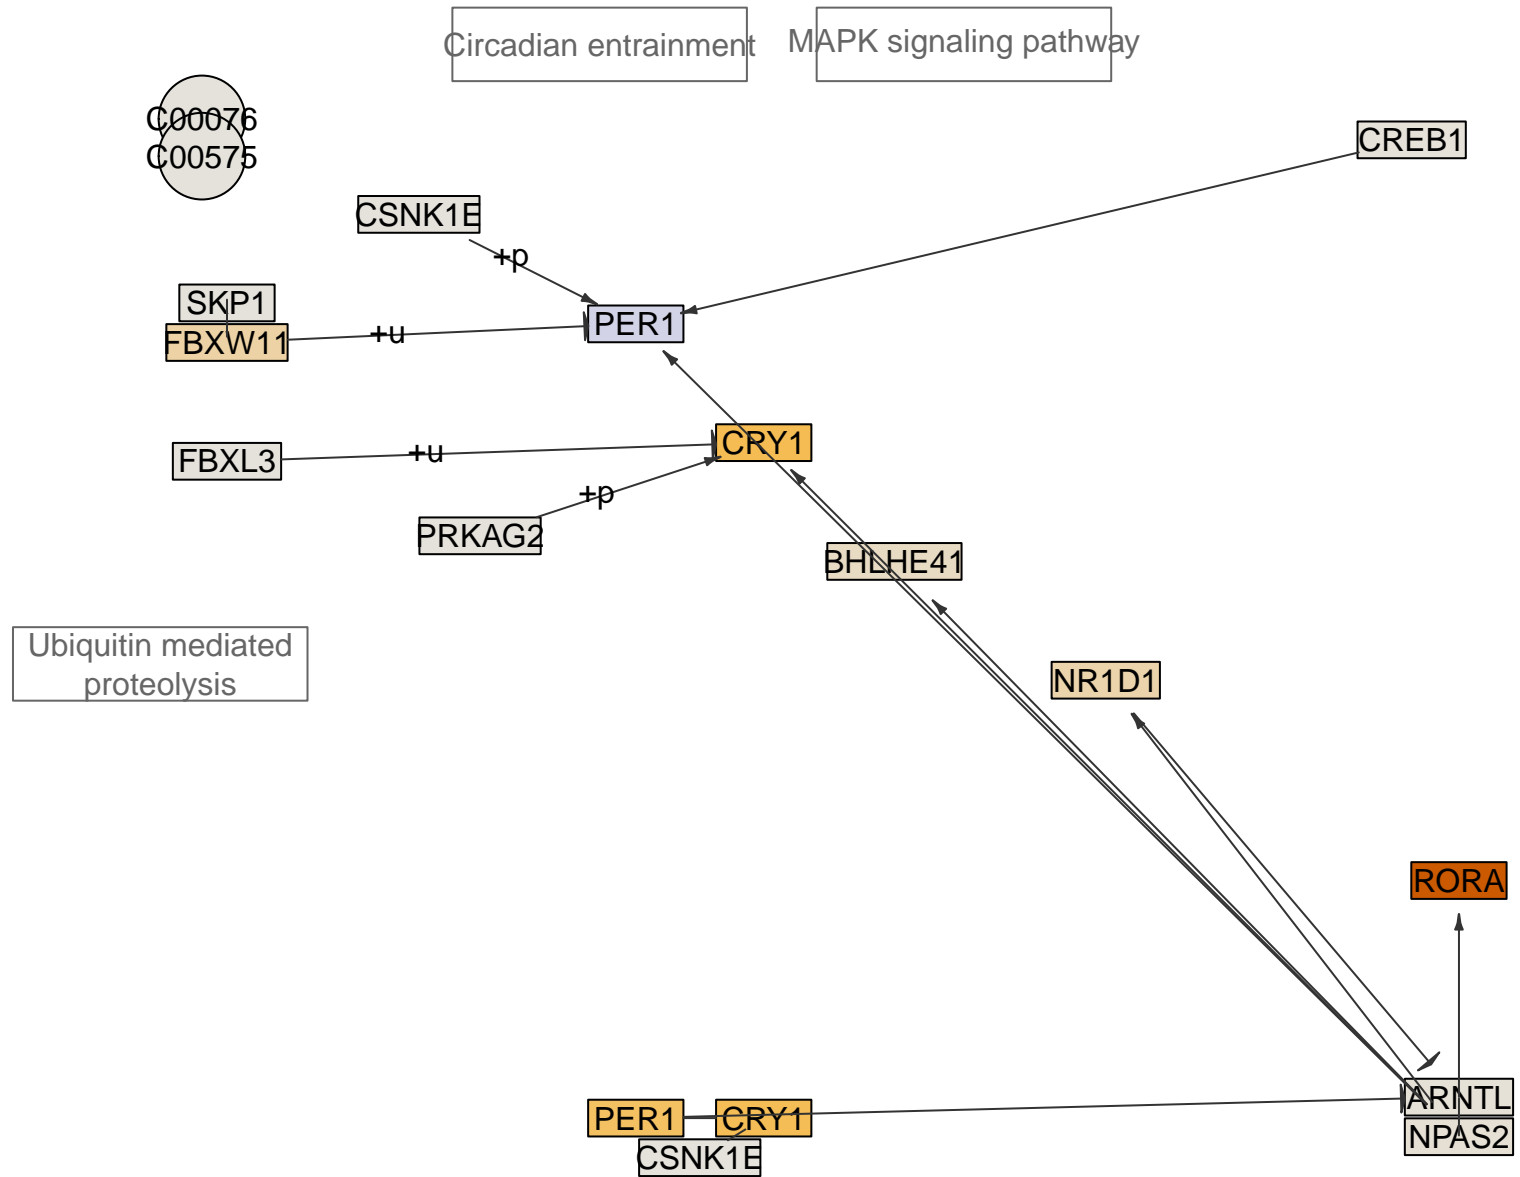 Circadian entrainment
MAPK signaling pathway
C00076
C00575
CREB1
CSNK1E
+p
SKP1
FBXW11
+u
PER1
FBXL3
+u
CRY1
+p
PRKAG2
BHLHE41
Ubiquitin mediated
proteolysis
NR1D1
RORA
ARNTL
NPAS2
PER1
CRY1
CSNK1E